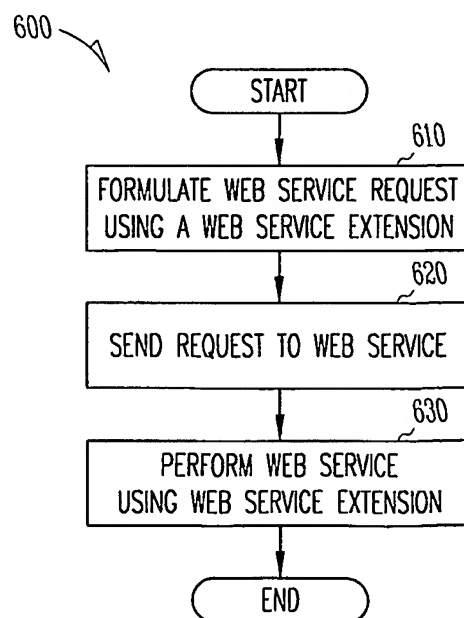 600
START
610
FORMULATE WEB SERVICE REQUEST
USING A WEB SERVICE EXTENSION
620
SEND REQUEST TO WEB SERVICE
630
PERFORM WEB SERVICE
USING WEB SERVICE EXTENSION
END